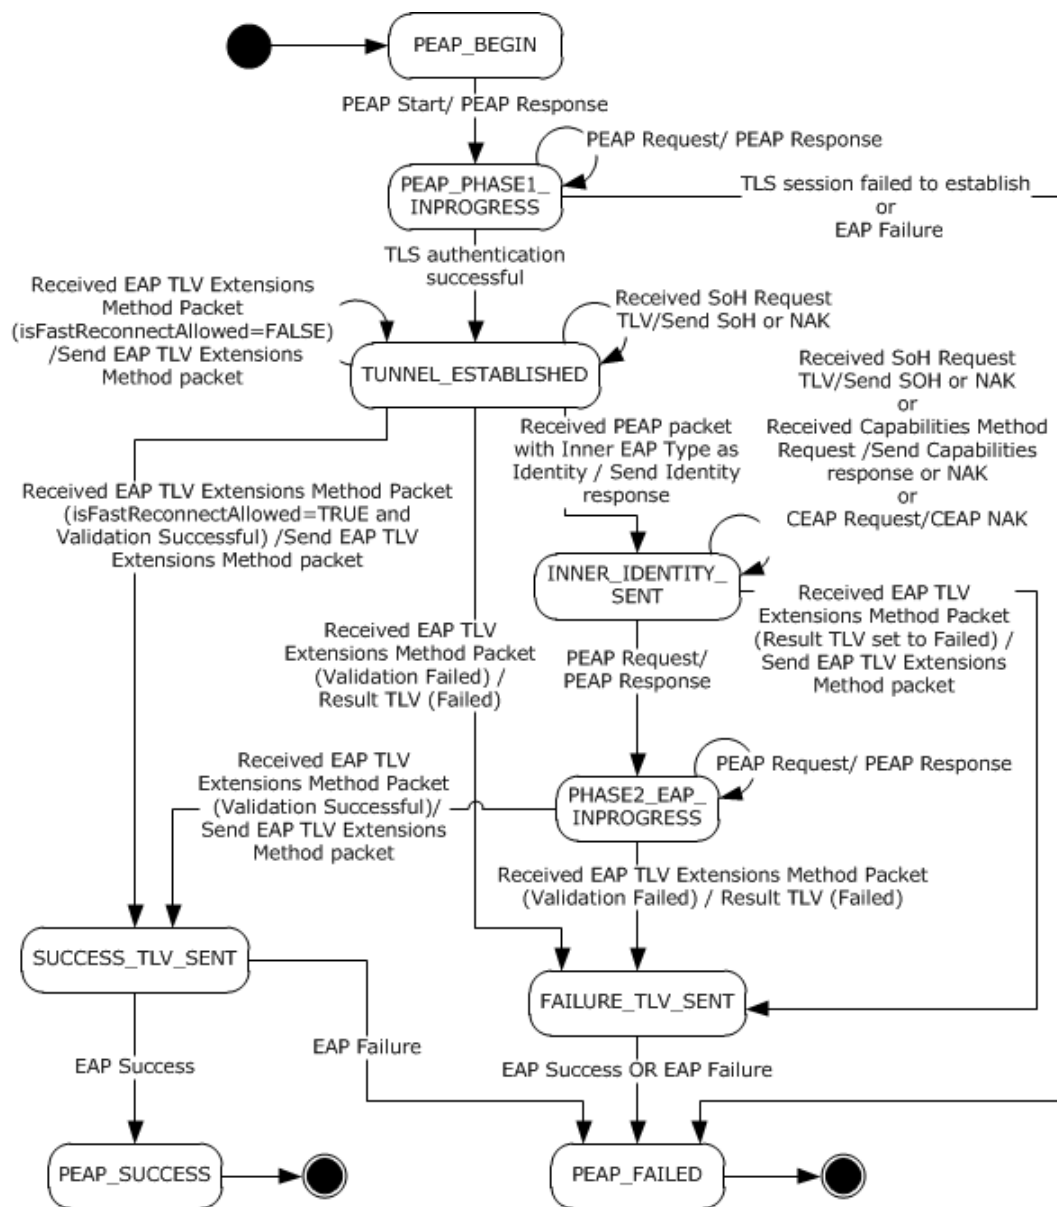 PEAP_BEGIN
PEAP Start/ PEAP Response
PEAP Request/ PEAP Response
PEAP_PHASE1_
INPROGRESS
TLS session failed to establish
or
EAP Failure
TLS authentication
successful
Received EAP TLV Extensions
Method Packet
(isFastReconnectAllowed=FALSE)
/Send EAP TLV Extensions
Method packet
Received SoH Request
TLV/Send SoH or NAK
TUNNEL_ESTABLISHED
Received SoH Request
TLV/Send SOH or NAK
or
Received Capabilities Method
Request /Send Capabilities
response or NAK
or
CEAP Request/CEAP NAK
Received PEAP packet
with Inner EAP Type as
Identity / Send Identity
response
Received EAP TLV Extensions Method Packet
(isFastReconnectAllowed=TRUE and
Validation Successful) /Send EAP TLV
Extensions Method packet
INNER_IDENTITY_
SENT
Received EAP TLV
Extensions Method Packet
(Result TLV set to Failed) /
Send EAP TLV Extensions
Method packet
Received EAP TLV
Extensions Method Packet
(Validation Failed) /
Result TLV (Failed)
PEAP Request/
PEAP Response
Received EAP TLV
Extensions Method Packet
(Validation Successful)/
Send EAP TLV Extensions
Method packet
PEAP Request/ PEAP Response
PHASE2_EAP_
INPROGRESS
Received EAP TLV Extensions Method Packet
(Validation Failed) / Result TLV (Failed)
SUCCESS_TLV_SENT
FAILURE_TLV_SENT
EAP Success
EAP Failure
EAP Success OR EAP Failure
PEAP_SUCCESS
PEAP_FAILED